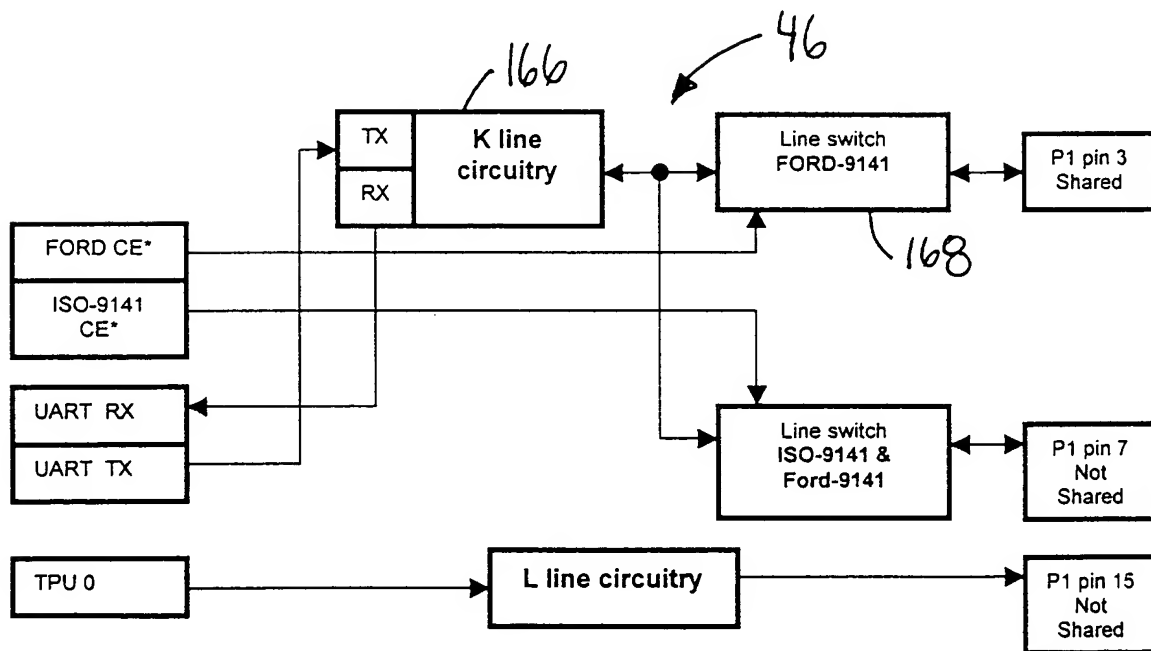 46
166
TX
K line
circuitry
RX
Line switch
FORD-9141
P1 pin 3
Shared
168
FORD CE*
ISO-9141
CE*
UART RX
UART TX
Line switch
ISO-9141 &
Ford-9141
P1 pin 7
Not
Shared
TPU 0
L line circuitry
P1 pin 15
Not
Shared